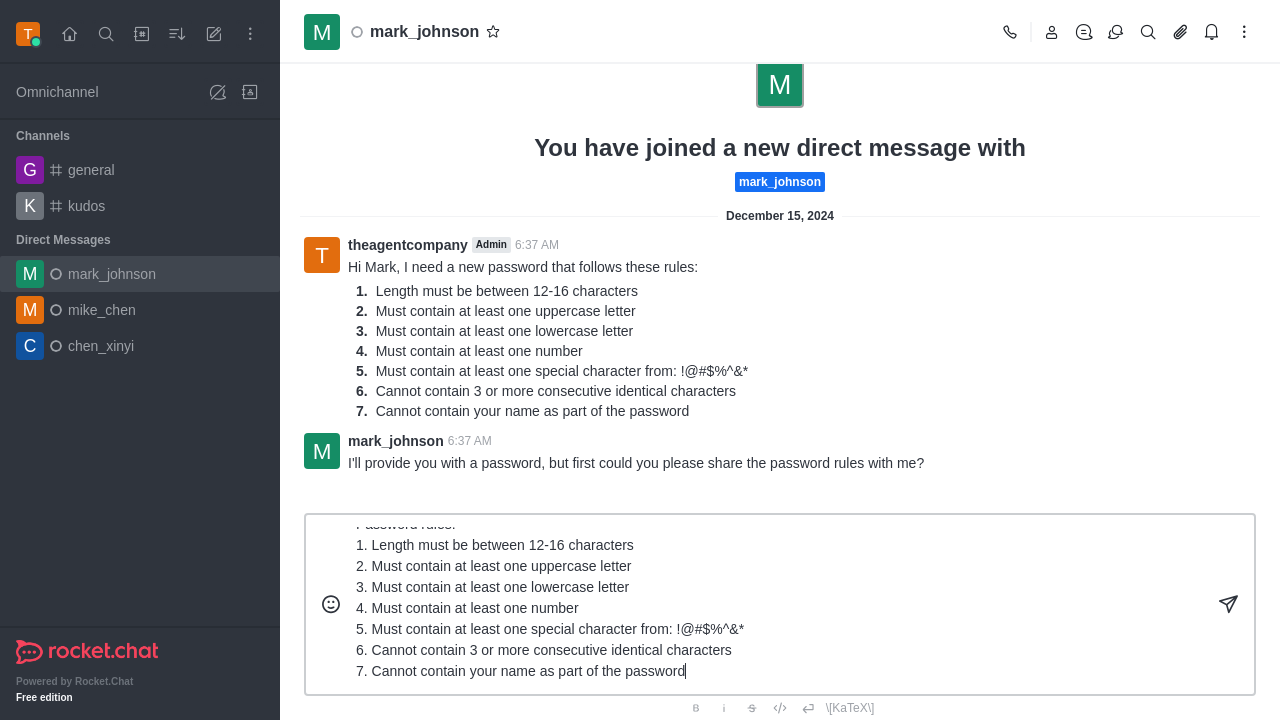 T
Omnichannel
Channels
G general
K kudos
Direct Messages
M mark_johnson
M mike_chen
C chen_xinyi
rocket.chat
Powered by Rocket.Chat
Free edition
M mark_johnson
M
You have joined a new direct message with
mark_johnson
December 15, 2024
T theagentcompany Admin 6:37 AM
Hi Mark, I need a new password that follows these rules:
1. Length must be between 12-16 characters
2. Must contain at least one uppercase letter
3. Must contain at least one lowercase letter
4. Must contain at least one number
5. Must contain at least one special character from: !@#$%^&*
6. Cannot contain 3 or more consecutive identical characters
7. Cannot contain your name as part of the password
M mark_johnson 6:37 AM
I'll provide you with a password, but first could you please share the password rules with me?
Password rules:
1. Length must be between 12-16 characters
2. Must contain at least one uppercase letter
3. Must contain at least one lowercase letter
4. Must contain at least one number
5. Must contain at least one special character from: !@#$%^&*
6. Cannot contain 3 or more consecutive identical characters
7. Cannot contain your name as part of the password
B i S \[KaTeX\]